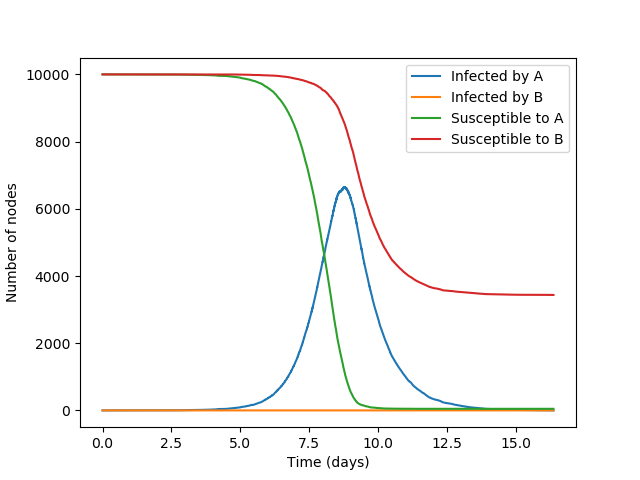 Infected by A
Infected by B
Susceptible to A
Susceptible to B
10000
8000
6000
4000
2000
0
Number of nodes
0.0 2.5 5.0 7.5 10.0 12.5 15.0
Time (days)